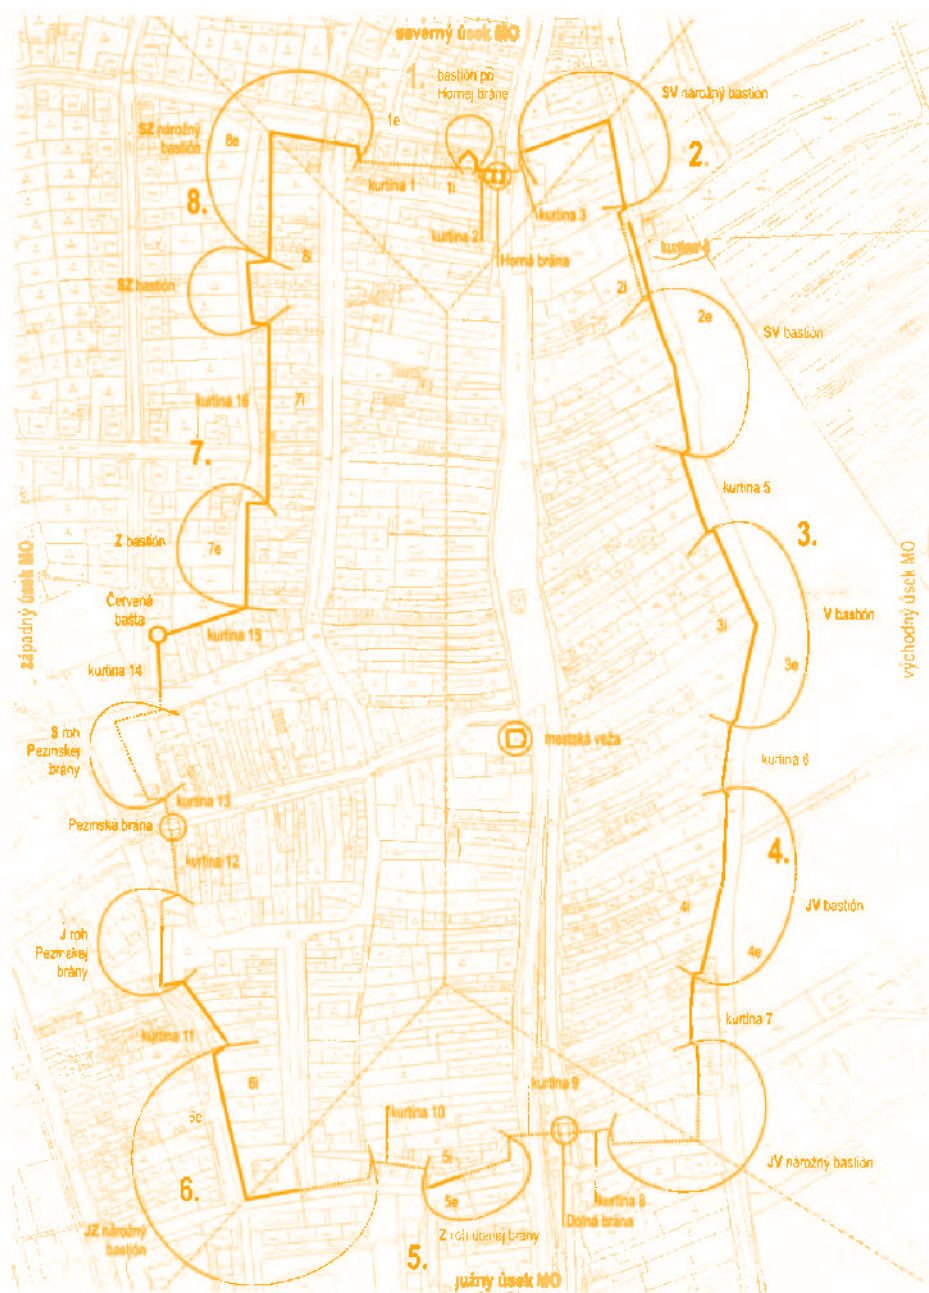 severný úsek MO
1.
bastión pri
Hornej bráne
SV nárožný bastión
1e
SZ nárožný
bastión
8e
2.
kurtina 1
1i
8.
kurtina 3
kurtina 2
kurtina 4
Horná brána
8i
SZ bastión
2i
2e
SV bastión
kurtina 16
7i
7.
kurtina 5
3.
Z bastión
7e
západný úsek MO
východný úsek MO
Červená
bašta
V bastión
3i
kurtina 15
3e
kurtina 14
S roh
Pezinskej
brány
mestská veža
kurtina 6
kurtina 13
Pezinská brána
4.
kurtina 12
JV bastión
4i
J roh
Pezinskej
brány
4e
kurtina 7
kurtina 11
6i
kurtina 9
kurtina 10
5i
JV nárožný bastión
6.
5e
kurtina 8
Dolná brána
JZ nárožný
bastión
5.
južný úsek MO